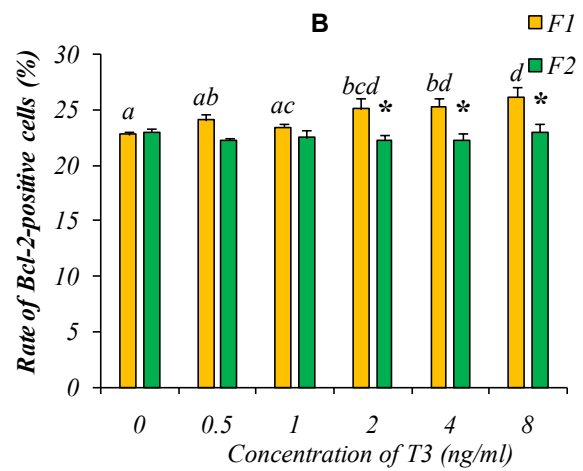 B
F1
F2
Rate of Bcl-2-positive cells (%)
30
25
20
15
10
5
0
a
ab
ac
bcd
*
bd
*
d
*
0
0.5
1
2
4
8
Concentration of T3 (ng/ml)